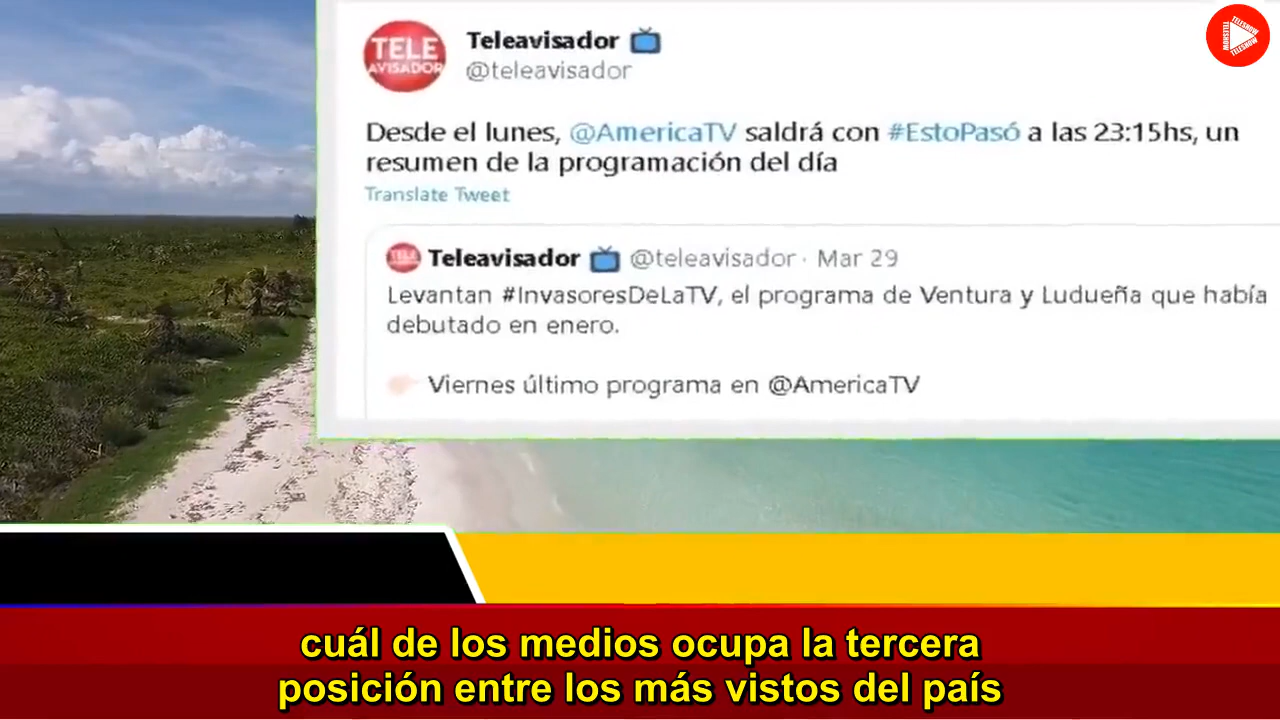 TELESHOW
TELESHOW
TELESHOW
TELE
AVISADOR
Teleavisador
@teleavisador
Desde el lunes, @AmericaTV saldrá con #EstoPasó a las 23:15hs, un
resumen de la programación del día
Translate Tweet
Teleavisador @teleavisador · Mar 29
Levantan #InvasoresDeLaTV, el programa de Ventura y Ludueña que había
debutado en enero.
Viernes último programa en @AmericaTV
cuál de los medios ocupa la tercera
posición entre los más vistos del país